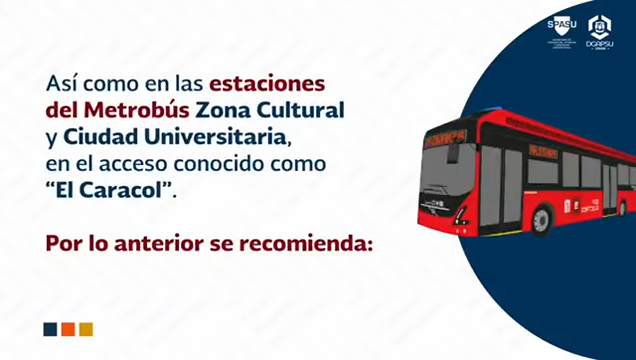 SPASU
DGAPSU
Así como en las estaciones
del Metrobús Zona Cultural
y Ciudad Universitaria,
en el acceso conocido como
“El Caracol”.
Por lo anterior se recomienda: